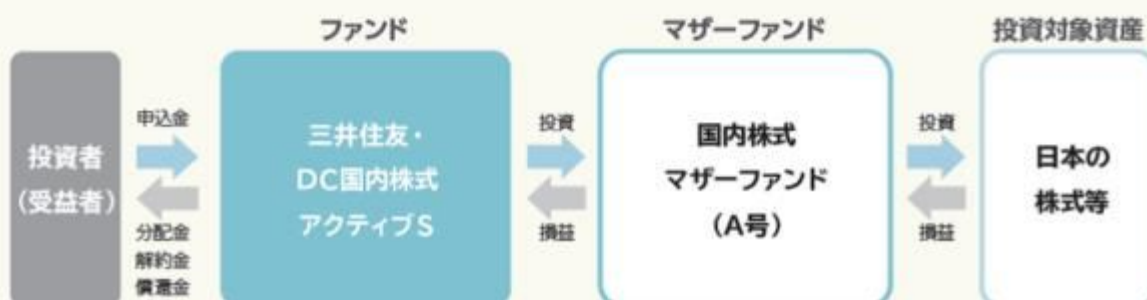 ファンド
マザーファンド
投資対象資産
投資者
(受益者)
申込金
分配金
解約金
償還金
三井住友・
DC国内株式
アクティブS
投資
損益
国内株式
マザーファンド
(A号)
投資
損益
日本の
株式等